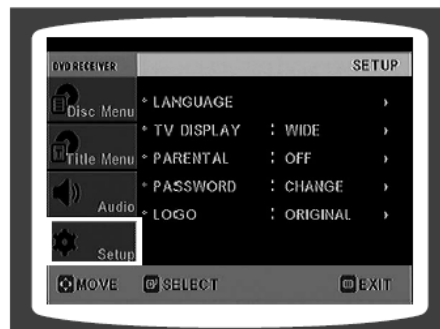 DVD RECEIVER SETUP
Disc Menu
Title Menu
Audio
Setup
LANGUAGE
TV DISPLAY : WIDE
PARENTAL : OFF
PASSWORD : CHANGE
LOGO : ORIGINAL
MOVE SELECT EXIT